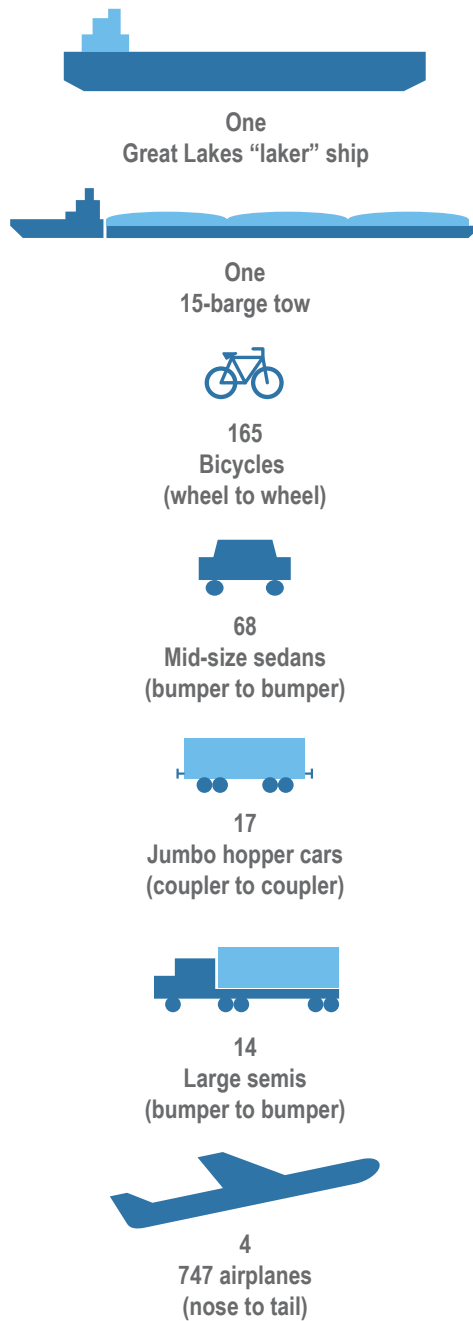 One
Great Lakes “laker” ship
One
15-barge tow
165
Bicycles
(wheel to wheel)
68
Mid-size sedans
(bumper to bumper)
17
Jumbo hopper cars
(coupler to coupler)
14
Large semis
(bumper to bumper)
4
747 airplanes
(nose to tail)